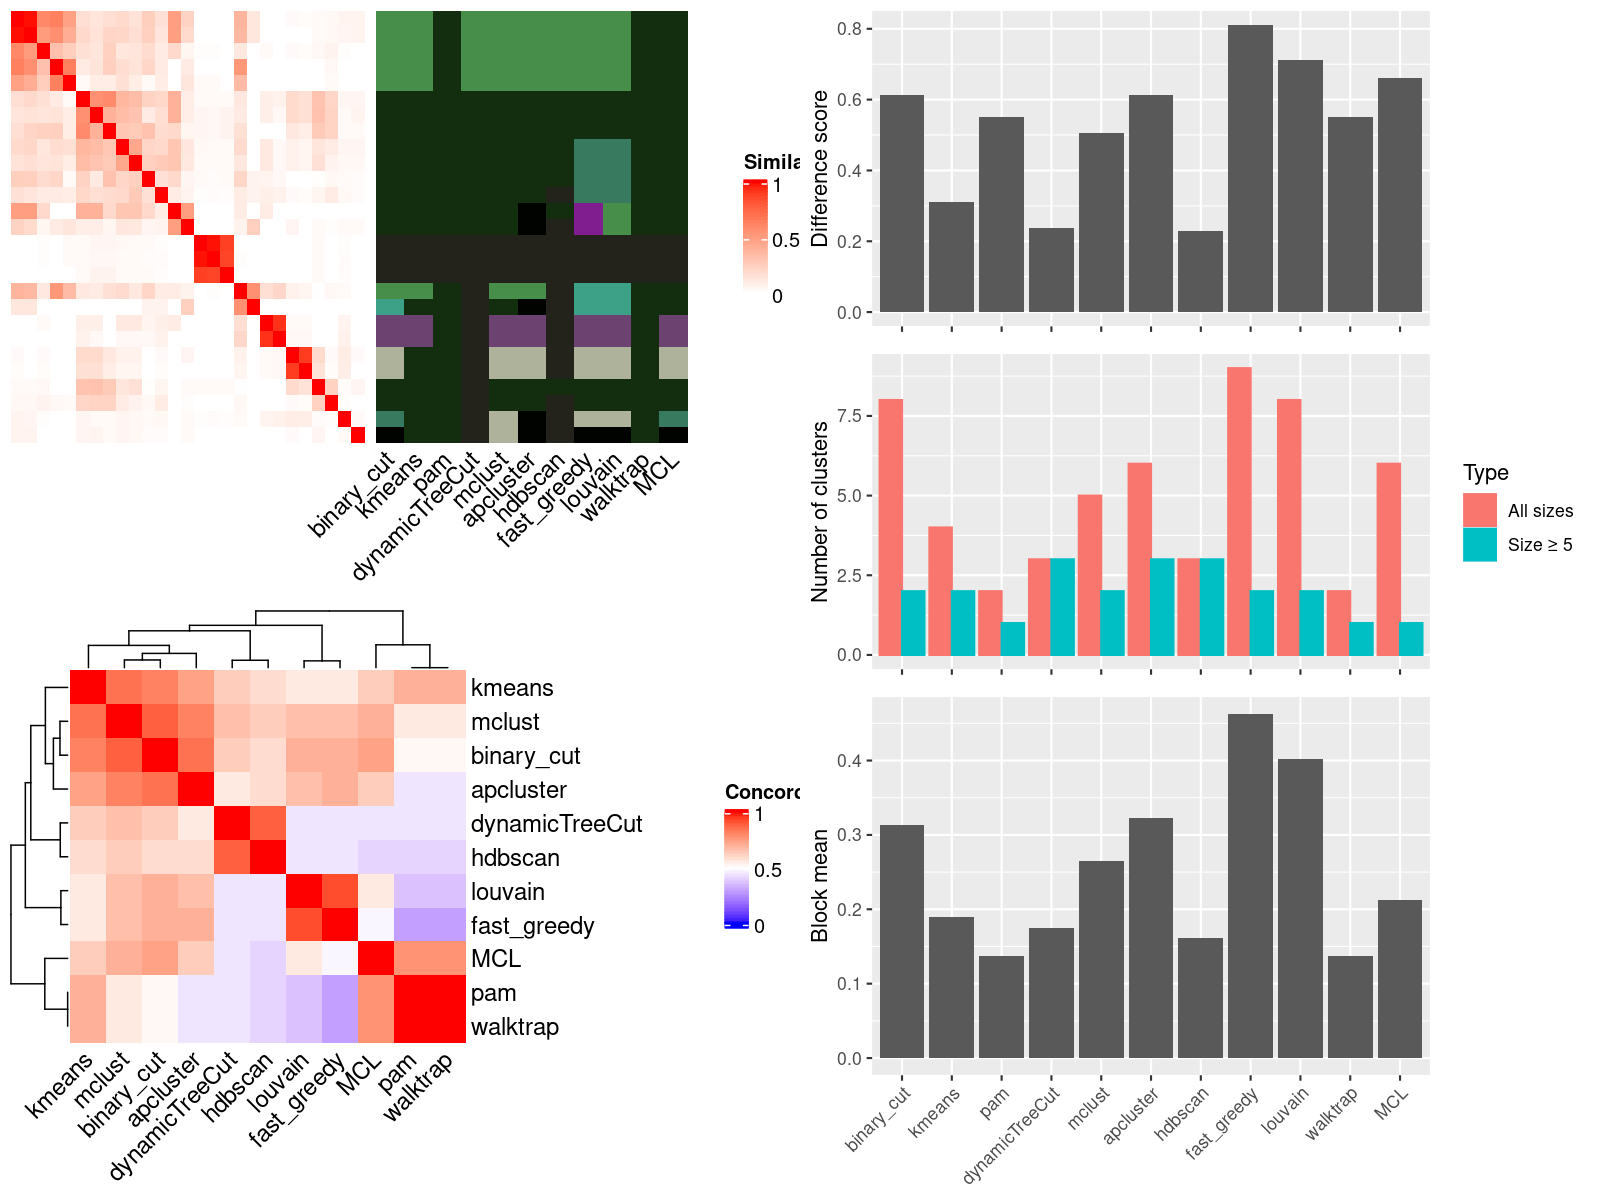 Simila
1
0.5
0
binary_cut
kmeans
pam
dynamicTreeCut
mclust
apcluster
hdbscan
fast_greedy
louvain
walktrap
MCL
kmeans
mclust
binary_cut
apcluster
dynamicTreeCut
hdbscan
louvain
fast_greedy
MCL
pam
walktrap
Concord
1
0.5
0
kmeans
mclust
binary_cut
apcluster
dynamicTreeCut
hdbscan
louvain
fast_greedy
MCL
pam
walktrap
Difference score
0.8
0.6
0.4
0.2
0.0
Number of clusters
7.5
5.0
2.5
0.0
Type
All sizes
Size ≥ 5
Block mean
0.4
0.3
0.2
0.1
0.0
binary_cut
kmeans
pam
dynamicTreeCut
mclust
apcluster
hdbscan
fast_greedy
louvain
walktrap
MCL